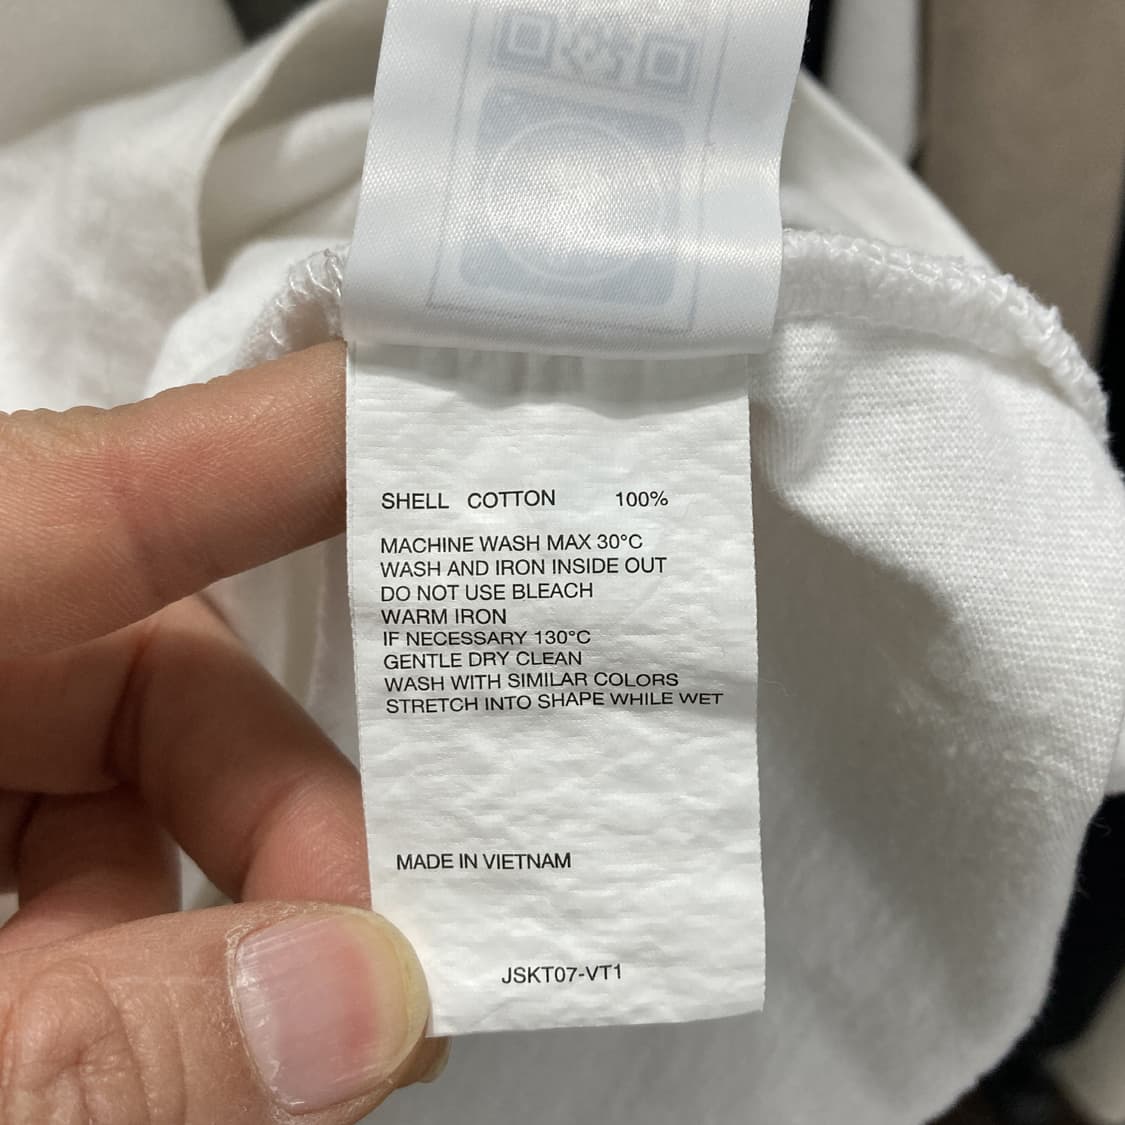 SHELL COTTON 100%
MACHINE WASH MAX 30°C
WASH AND IRON INSIDE OUT
DO NOT USE BLEACH
WARM IRON
IF NECESSARY 130°C
GENTLE DRY CLEAN
WASH WITH SIMILAR COLORS
STRETCH INTO SHAPE WHILE WET
MADE IN VIETNAM
JSKT07-VT1